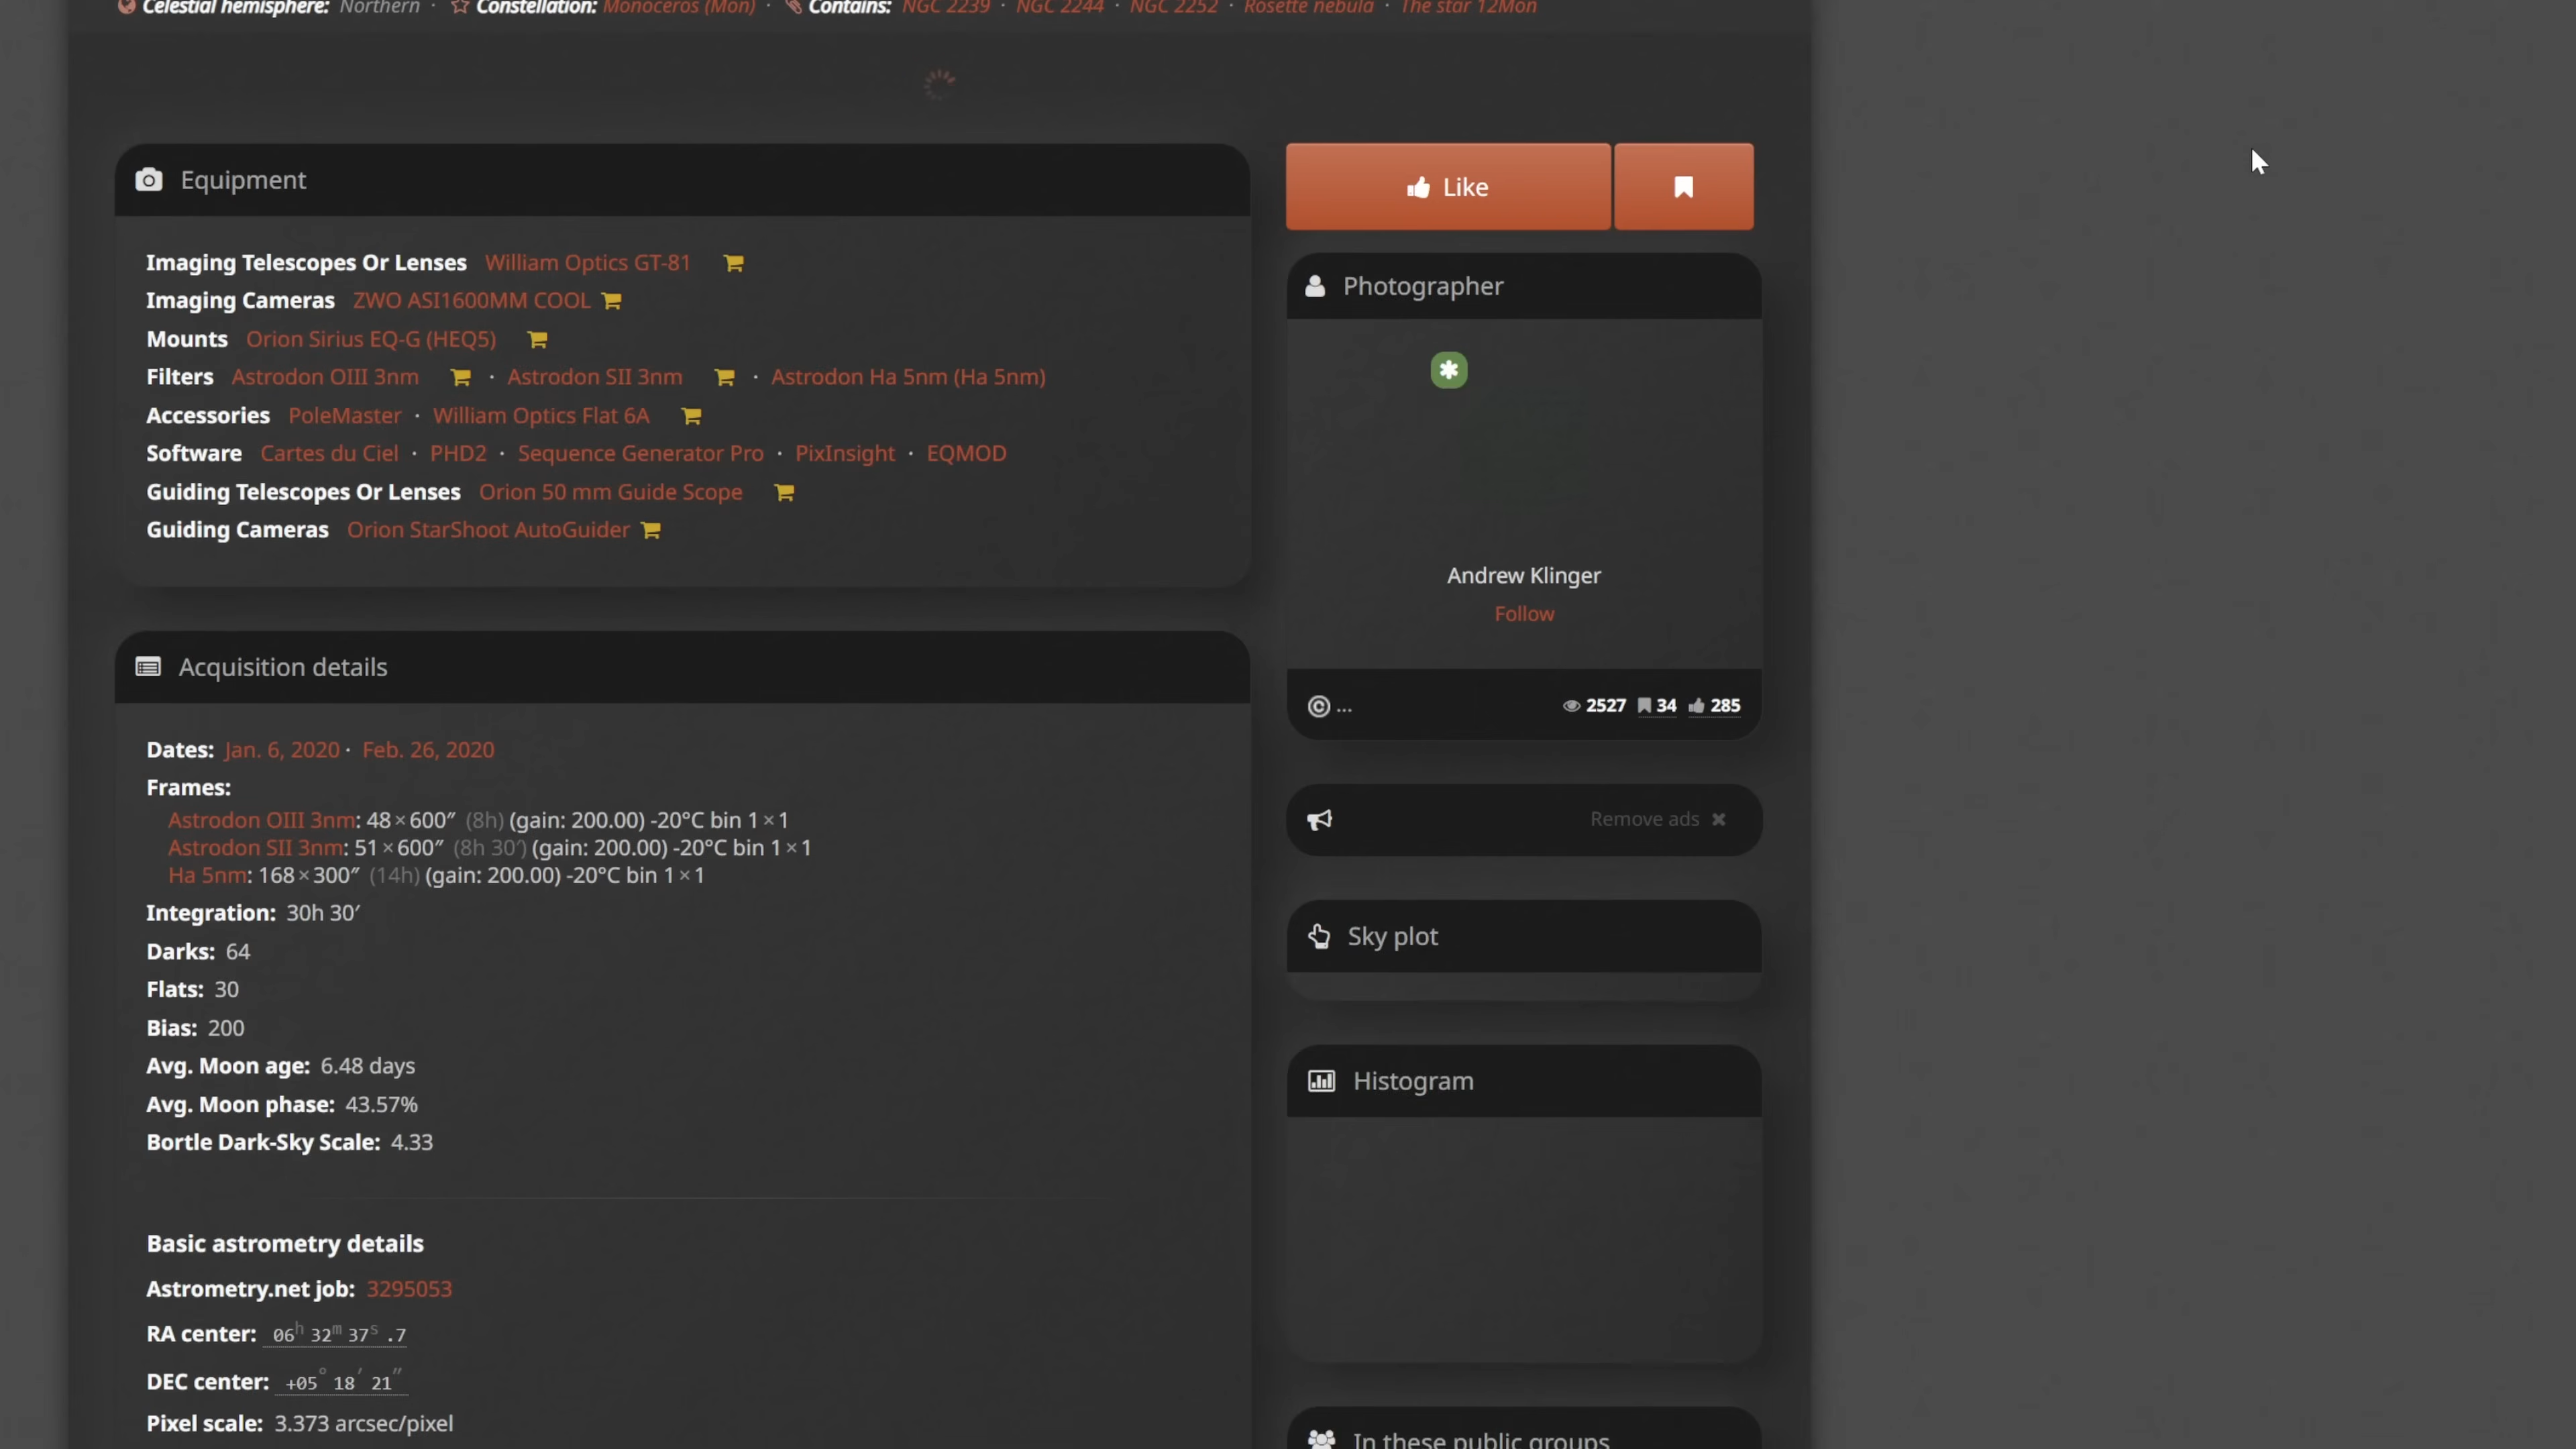 Celestial hemisphere: Northern · Constellation: Monoceros (Mon) · Contains: NGC 2239 · NGC 2244 · NGC 2252 · Rosette nebula · The star 12Mon
Equipment
Imaging Telescopes Or Lenses William Optics GT-81
Imaging Cameras ZWO ASI1600MM COOL
Mounts Orion Sirius EQ-G (HEQ5)
Filters Astrodon OIII 3nm · Astrodon SII 3nm · Astrodon Ha 5nm (Ha 5nm)
Accessories PoleMaster · William Optics Flat 6A
Software Cartes du Ciel · PHD2 · Sequence Generator Pro · PixInsight · EQMOD
Guiding Telescopes Or Lenses Orion 50 mm Guide Scope
Guiding Cameras Orion StarShoot AutoGuider
Acquisition details
Dates: Jan. 6, 2020 · Feb. 26, 2020
Frames:
Astrodon OIII 3nm: 48×600″ (8h) (gain: 200.00) -20°C bin 1×1
Astrodon SII 3nm: 51×600″ (8h 30′) (gain: 200.00) -20°C bin 1×1
Ha 5nm: 168×300″ (14h) (gain: 200.00) -20°C bin 1×1
Integration: 30h 30′
Darks: 64
Flats: 30
Bias: 200
Avg. Moon age: 6.48 days
Avg. Moon phase: 43.57%
Bortle Dark-Sky Scale: 4.33
Basic astrometry details
Astrometry.net job: 3295053
RA center: 06h 32m 37s .7
DEC center: +05° 18′ 21″
Pixel scale: 3.373 arcsec/pixel
Like
Photographer
Andrew Klinger
Follow
© ... 2527 34 285
Remove ads ×
Sky plot
Histogram
In these public groups